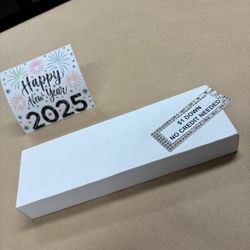 Happy
New Year
2025
$1 DOWN
NO CREDIT NEEDED